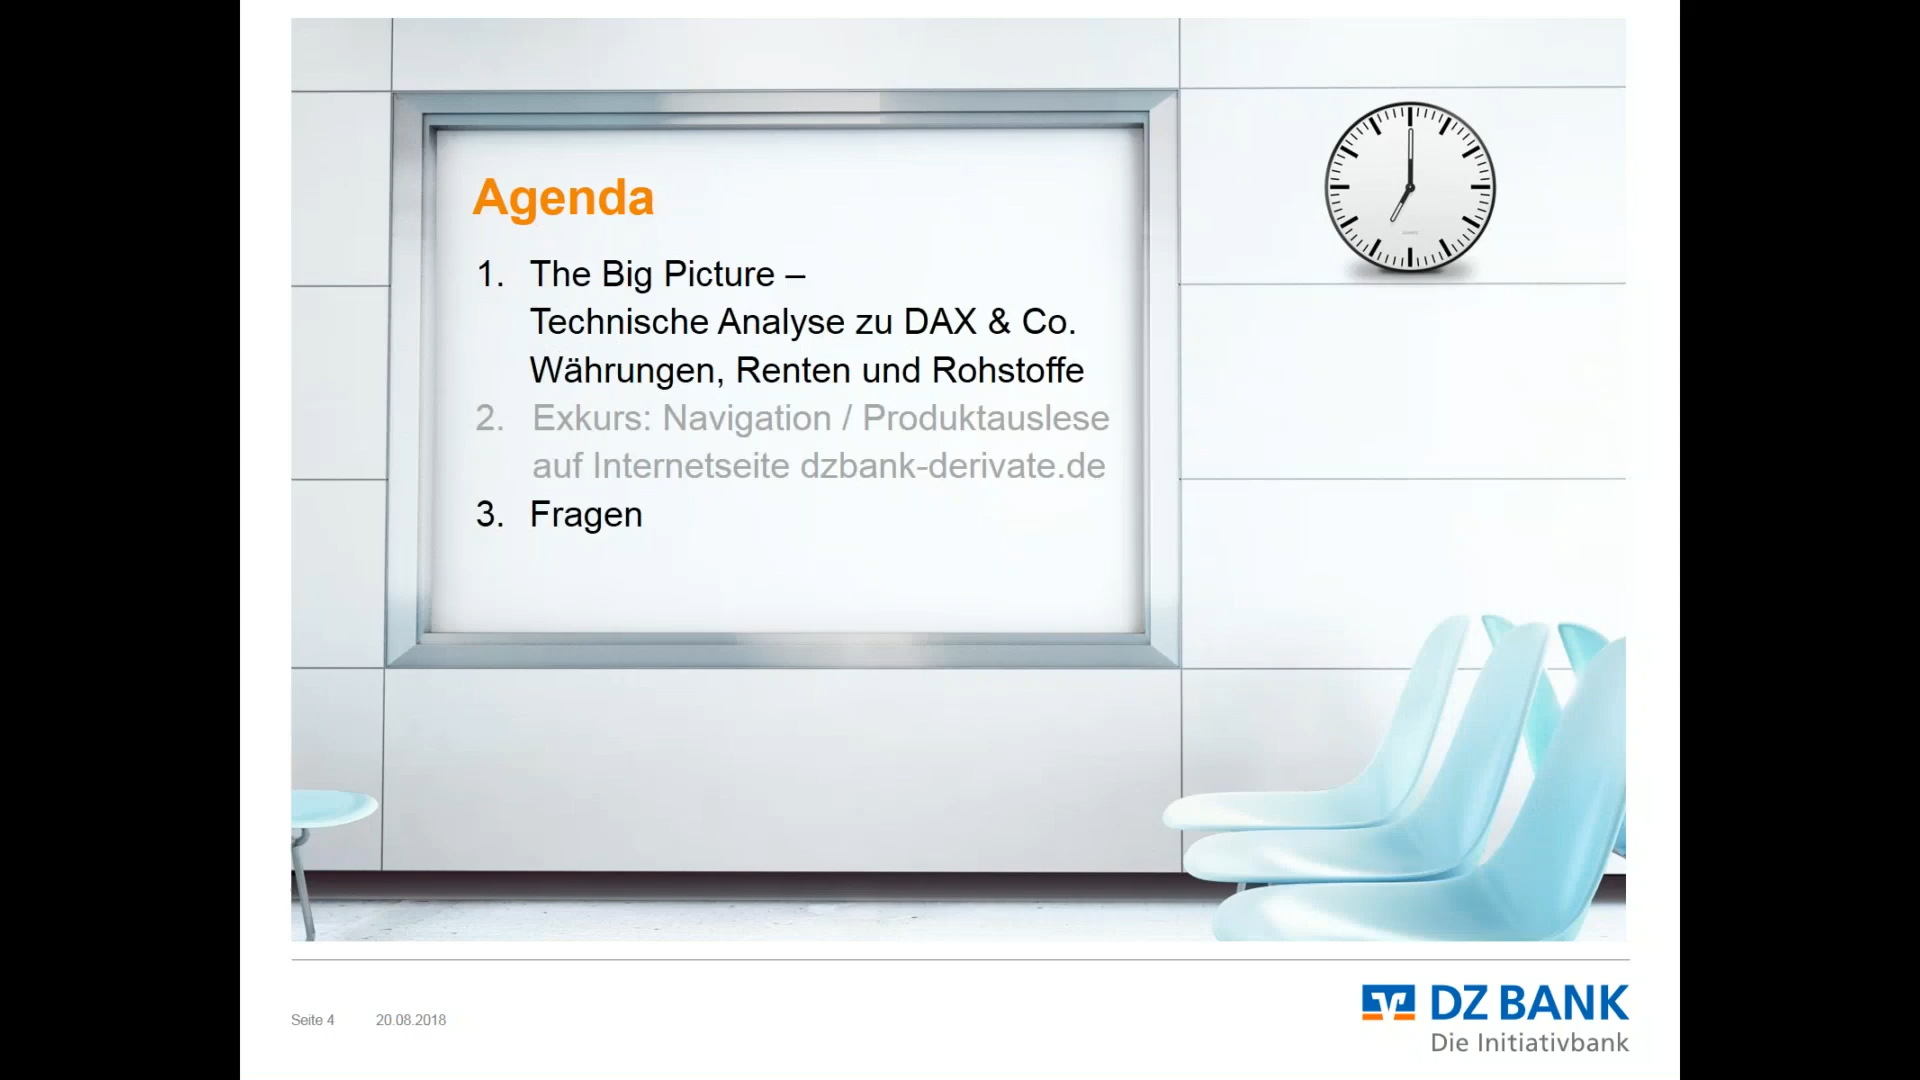 Agenda
1. The Big Picture –
Technische Analyse zu DAX & Co.
Währungen, Renten und Rohstoffe
2. Exkurs: Navigation / Produktauslese
auf Internetseite dzbank-derivate.de
3. Fragen
Seite 4 20.08.2018
DZ BANK
Die Initiativbank